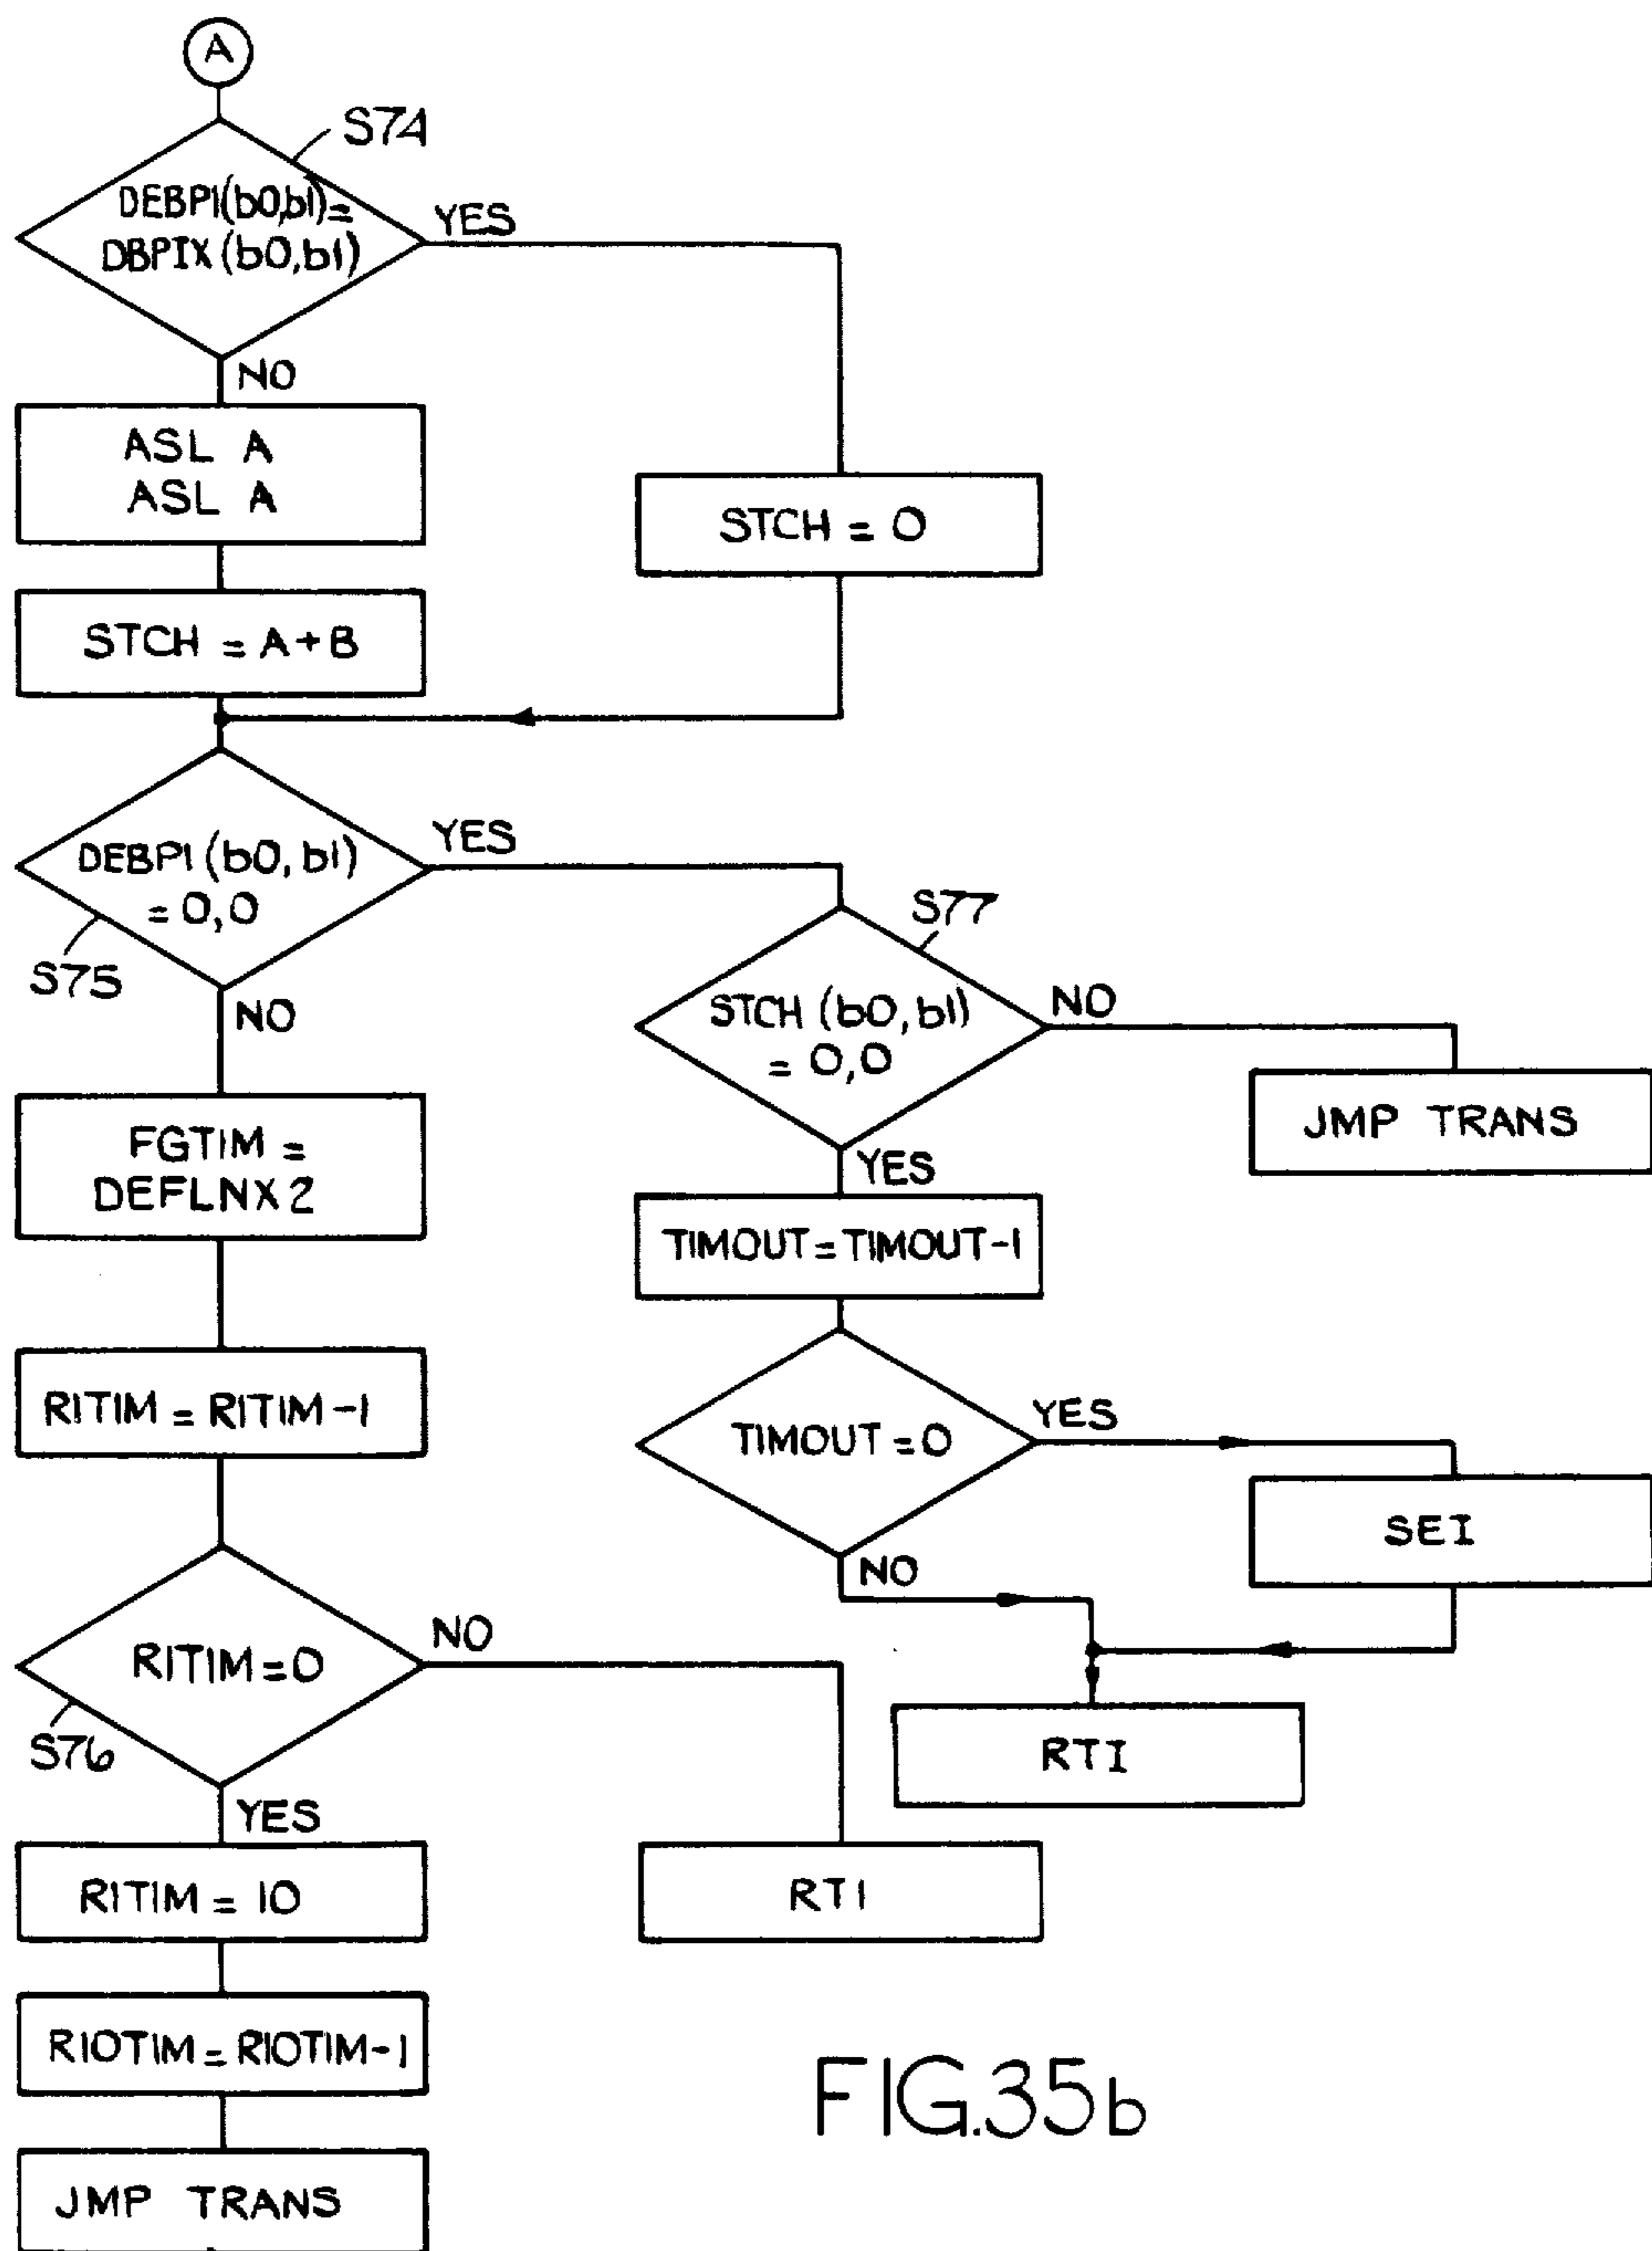 A
S74
DEBPI(b0,b1)=
DBPIX(b0,b1)
YES
NO
ASL A
ASL A
STCH = 0
STCH = A+B
DEBPI(b0,b1)
= 0,0
YES
S75
NO
S77
STCH (b0,b1)
= 0,0
NO
JMP TRANS
YES
FGTIM =
DEFLNX2
TIMOUT=TIMOUT-1
RITIM = RITIM-1
TIMOUT=0
YES
SEI
NO
RITIM=0
NO
S76
RTI
YES
RITIM = 10
RTI
RIOTIM=RIOTIM-1
JMP TRANS
FIG.35b